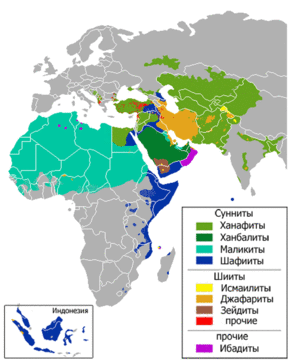 Индонезия
Сунниты
Ханафиты
Ханбалиты
Маликиты
Шафииты
Шииты
Исмаилиты
Джафариты
Зейдиты
прочие
прочие
Ибадиты